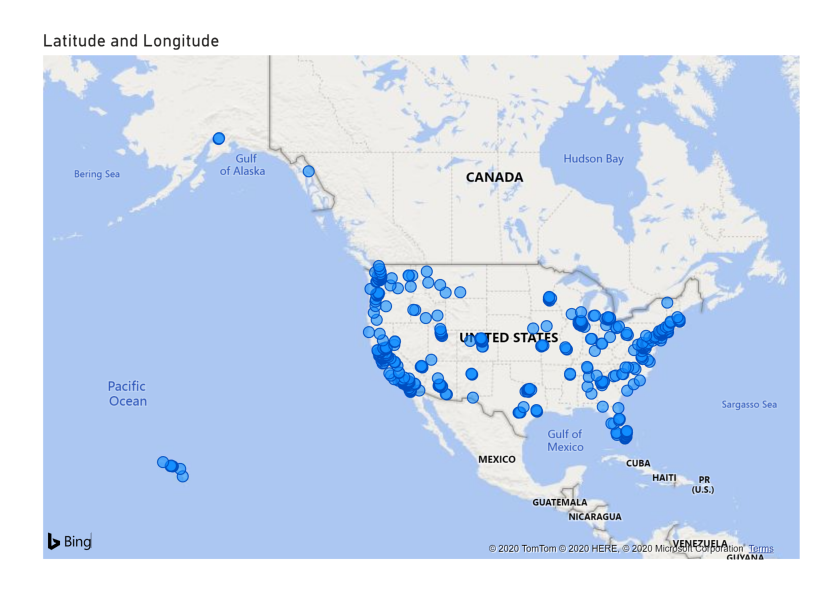 Latitude and Longitude
Bering Sea
Gulf
of Alaska
CANADA
Hudson Bay
UNITED STATES
Pacific
Ocean
Sargasso Sea
Gulf of
Mexico
MEXICO
CUBA
HAITI
PR
(U.S.)
GUATEMALA
NICARAGUA
VENEZUELA
GUYANA
Bing
© 2020 TomTom © 2020 HERE, © 2020 Microsoft Corporation Terms